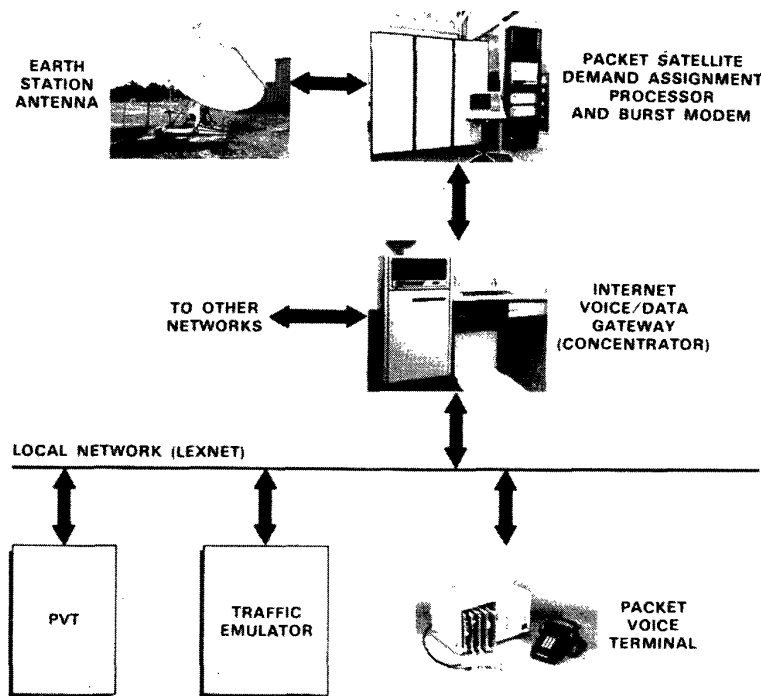 EARTH
STATION
ANTENNA
PACKET SATELLITE
DEMAND ASSIGNMENT
PROCESSOR
AND BURST MODEM
TO OTHER
NETWORKS
INTERNET
VOICE/DATA
GATEWAY
(CONCENTRATOR)
LOCAL NETWORK (LEXNET)
PVT
TRAFFIC
EMULATOR
PACKET
VOICE
TERMINAL